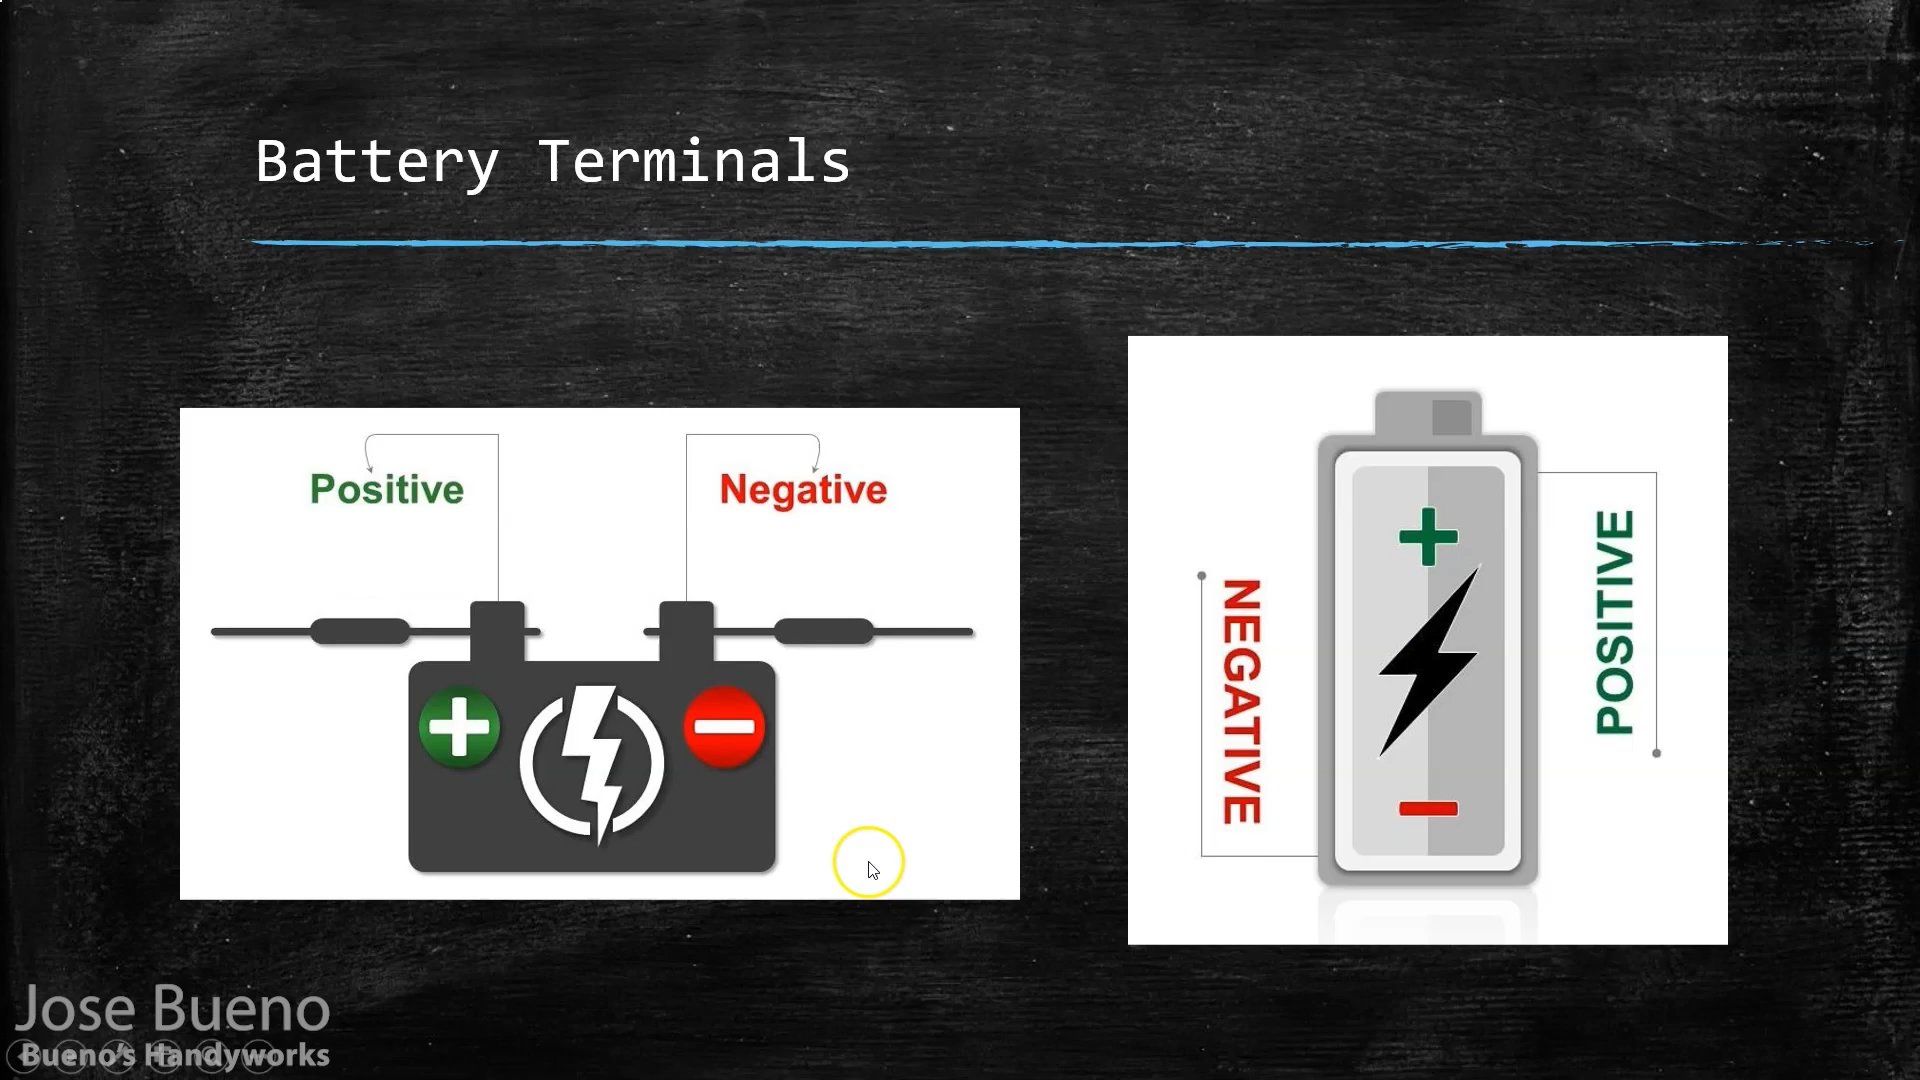 Battery Terminals
Positive
Negative
NEGATIVE
POSITIVE
Jose Bueno
Bueno's Handyworks